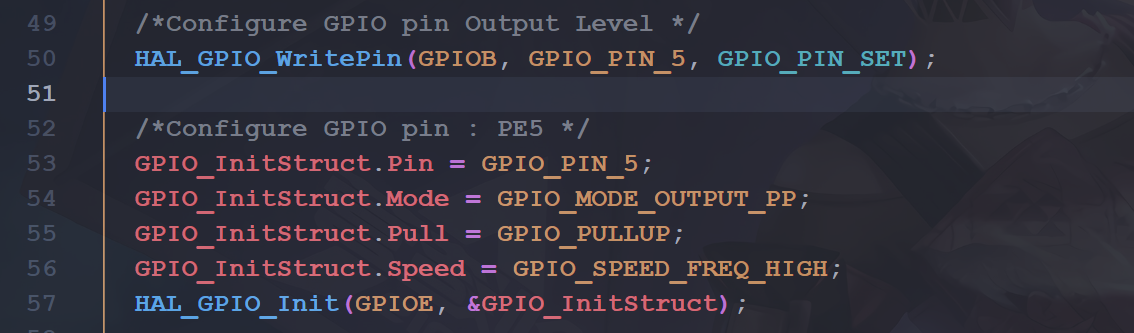 49 /*Configure GPIO pin Output Level */
50 HAL_GPIO_WritePin(GPIOB, GPIO_PIN_5, GPIO_PIN_SET);
51
52 /*Configure GPIO pin : PE5 */
53 GPIO_InitStruct.Pin = GPIO_PIN_5;
54 GPIO_InitStruct.Mode = GPIO_MODE_OUTPUT_PP;
55 GPIO_InitStruct.Pull = GPIO_PULLUP;
56 GPIO_InitStruct.Speed = GPIO_SPEED_FREQ_HIGH;
57 HAL_GPIO_Init(GPIOE, &GPIO_InitStruct);